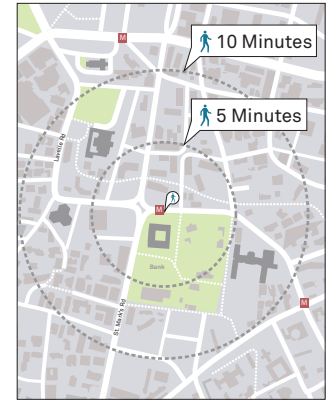 M
10 Minutes
5 Minutes
Lavelle Rd
M
Bank
St. Mark's Rd
M